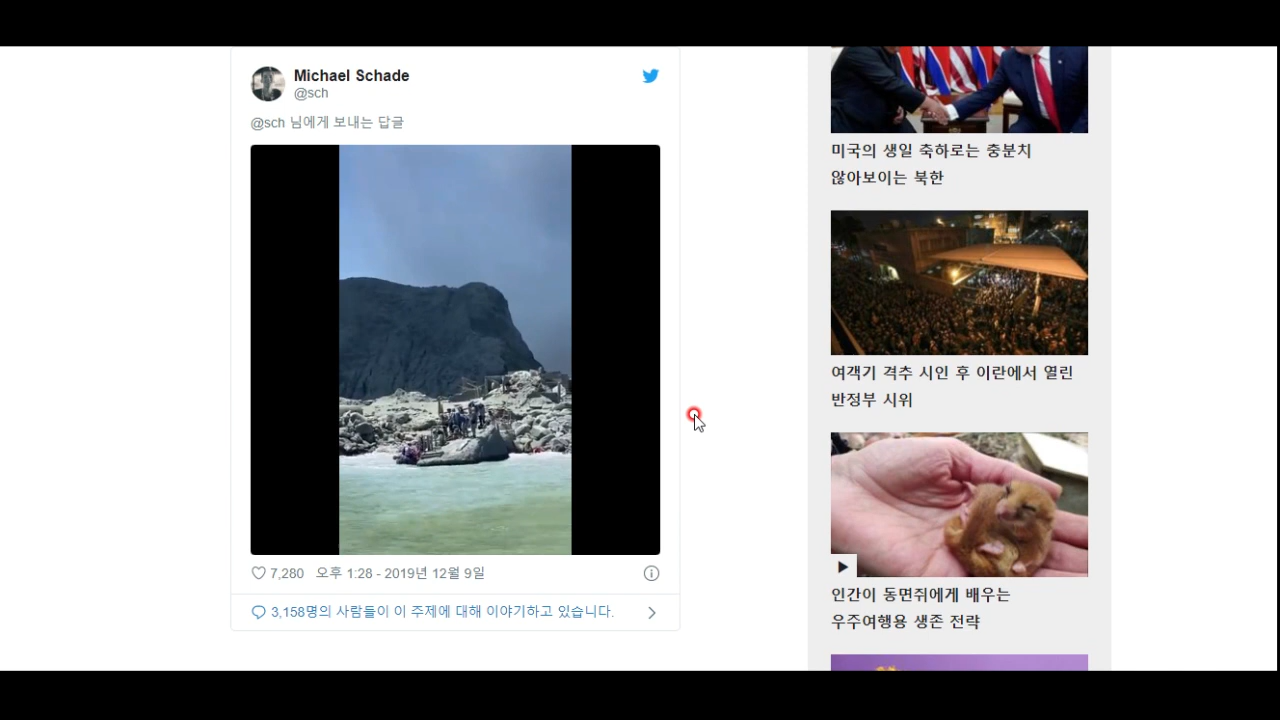 Michael Schade
@sch
@sch 님에게 보내는 답글
7,280 오후 1:28 - 2019년 12월 9일
3,158명의 사람들이 이 주제에 대해 이야기하고 있습니다.
미국의 생일 축하로는 충분치
않아보이는 북한
여객기 격추 시인 후 이란에서 열린
반정부 시위
인간이 동면쥐에게 배우는
우주여행용 생존 전략